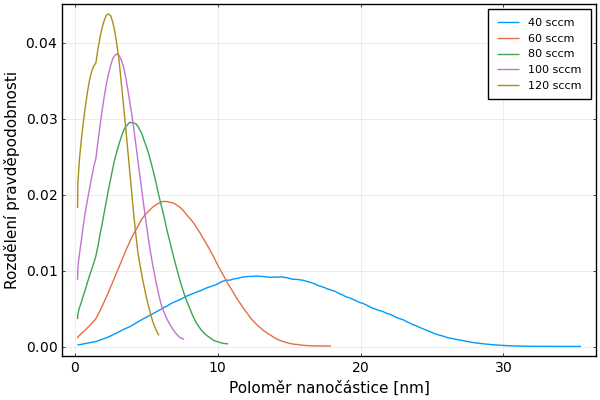 40 sccm
60 sccm
80 sccm
100 sccm
120 sccm
0.04
0.03
0.02
0.01
0.00
Rozdělení pravděpodobnosti
0
10
20
30
Poloměr nanočástice [nm]